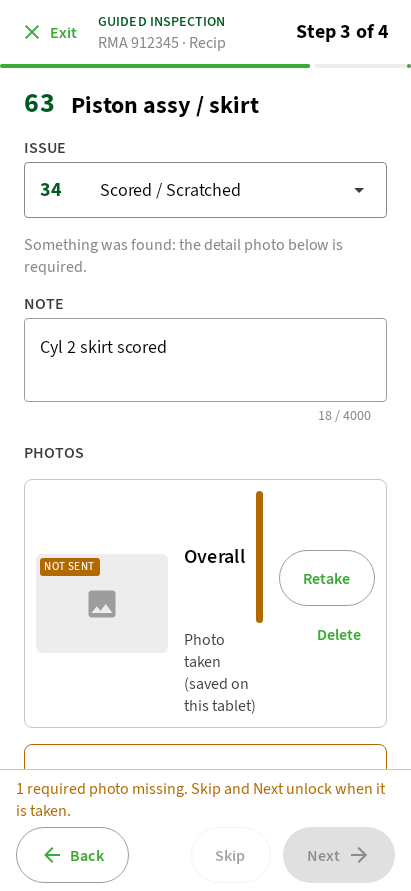 Exit
GUIDED INSPECTION
RMA 912345 · Recip
Step 3 of 4
63 Piston assy / skirt
ISSUE
34 Scored / Scratched
Something was found: the detail photo below is
required.
NOTE
Cyl 2 skirt scored
18 / 4000
PHOTOS
NOT SENT
Overall
Photo
taken
(saved on
this tablet)
Retake
Delete
1 required photo missing. Skip and Next unlock when it
is taken.
Back
Skip
Next